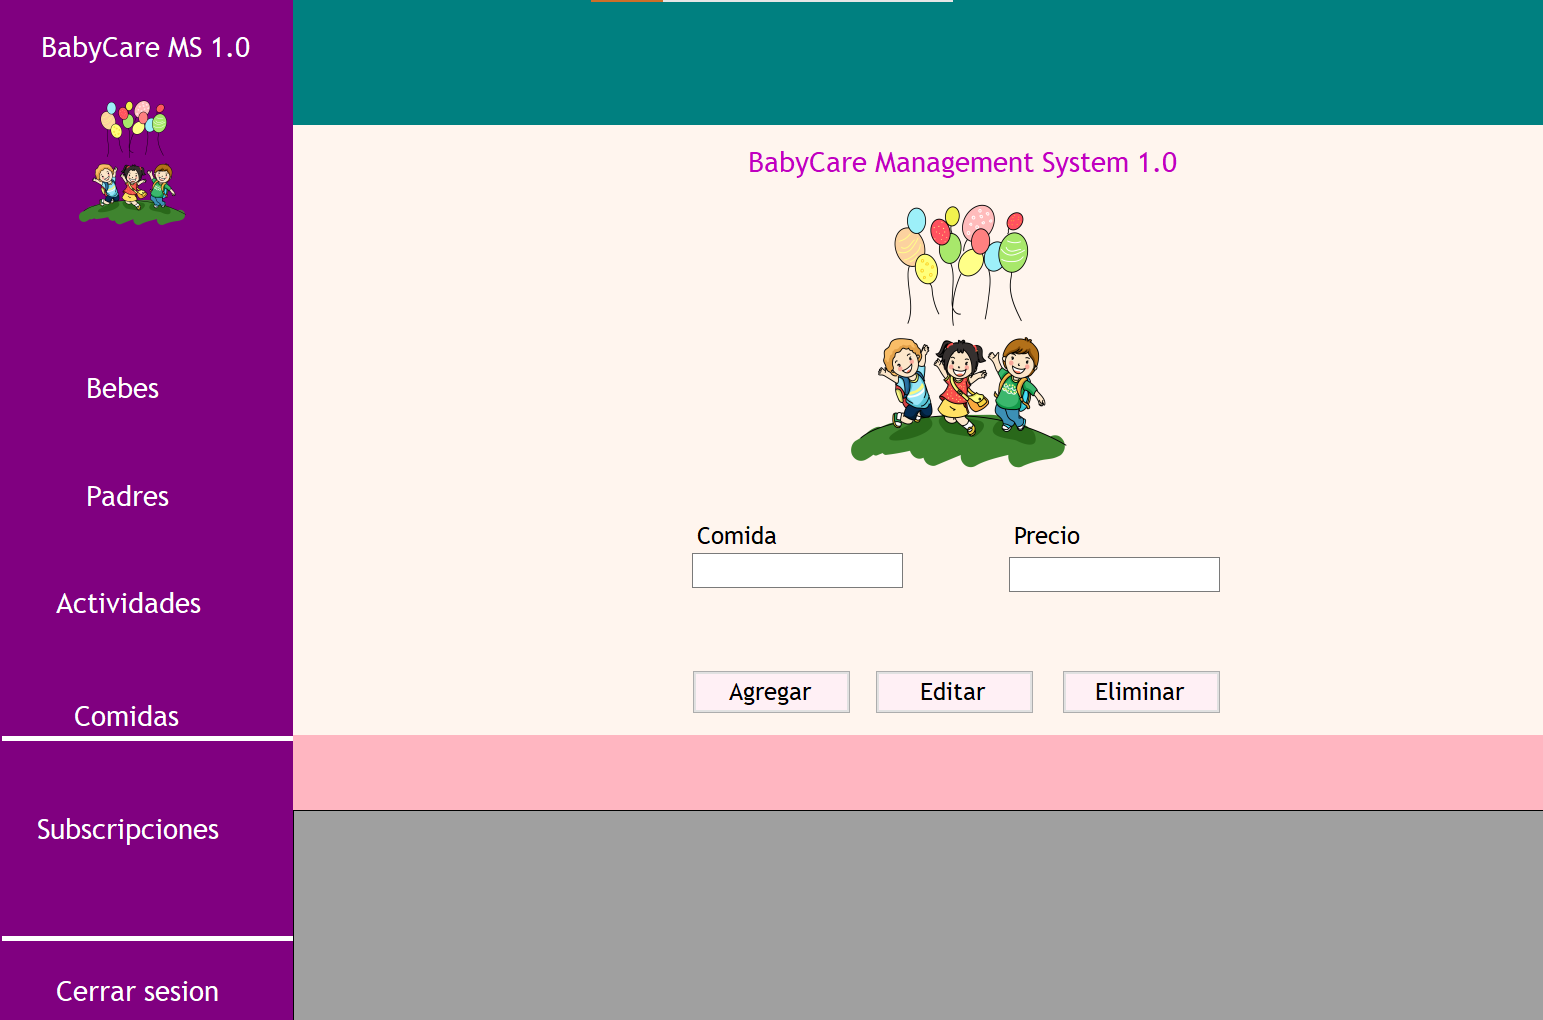 BabyCare MS 1.0
Bebes
Padres
Actividades
Comidas
Subscripciones
Cerrar sesion
BabyCare Management System 1.0
Comida
Precio
Agregar
Editar
Eliminar